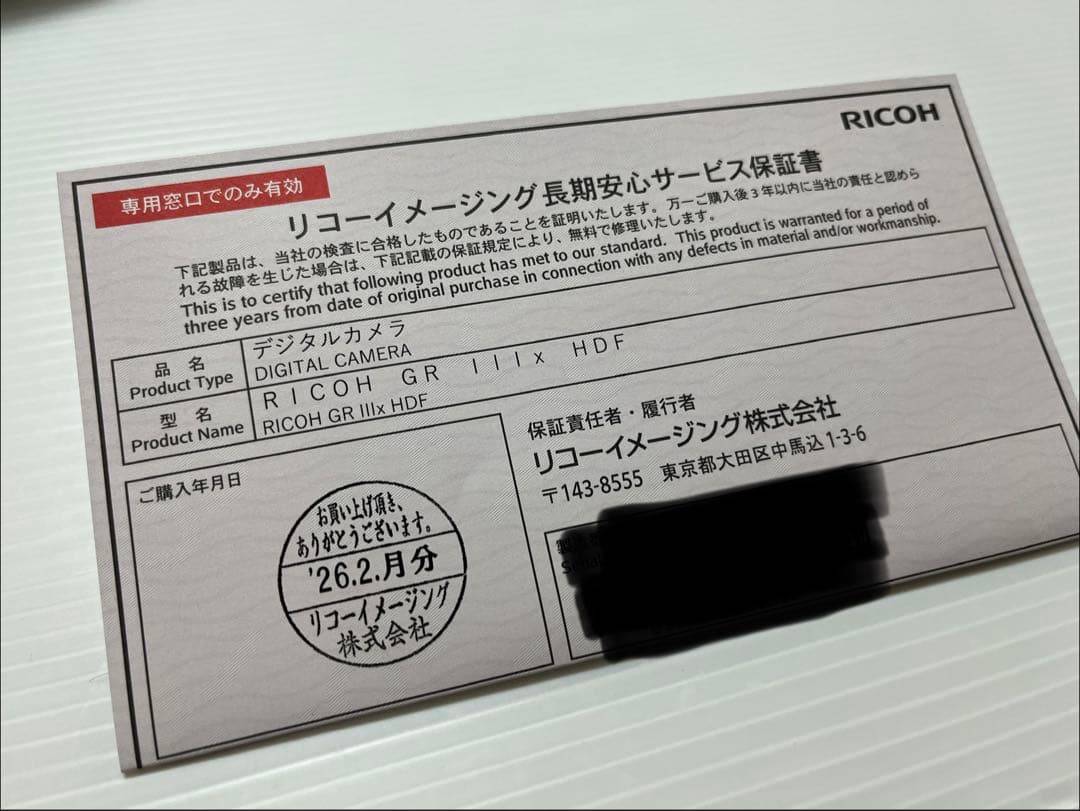 RICOH
専用窓口でのみ有効
リコーイメージング 長期安心サービス保証書
下記製品は、当社の検査に合格したものであることを証明いたします。万一ご購入後3年以内に当社の責任と認めら
れる故障を生じた場合は、下記記載の保証規定により、無料で修理いたします。
This is to certify that following product has met to our standard. This product is warranted for a period of
three years from date of original purchase in connection with any defects in material and/or workmanship.
品 名
Product Type
デジタルカメラ
DIGITAL CAMERA
型 名
Product Name
RICOH GR IIIx HDF
RICOH GR IIIx HDF
ご購入年月日
お買い上げ頂き、
ありがとうございます。
'26.2.月分
リコーイメージング
株式会社
保証責任者・履行者
リコーイメージング株式会社
〒143-8555 東京都大田区中馬込1-3-6